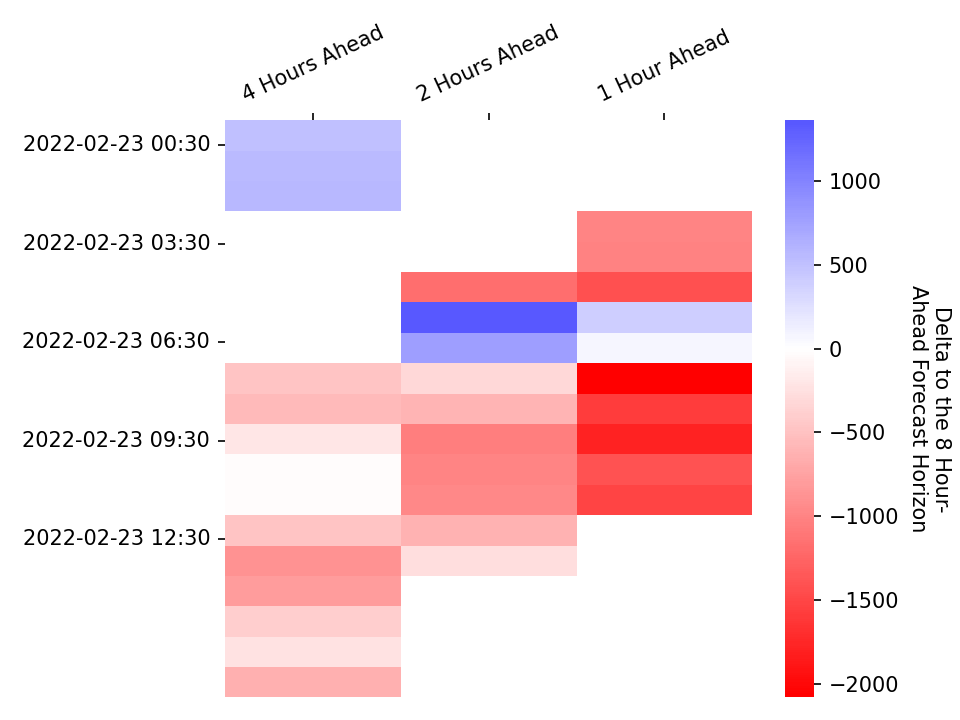 4 Hours Ahead
2 Hours Ahead
1 Hour Ahead
2022-02-23 00:30
2022-02-23 03:30
2022-02-23 06:30
2022-02-23 09:30
2022-02-23 12:30
1000
500
0
−500
−1000
−1500
−2000
Delta to the 8 Hour-
Ahead Forecast Horizon